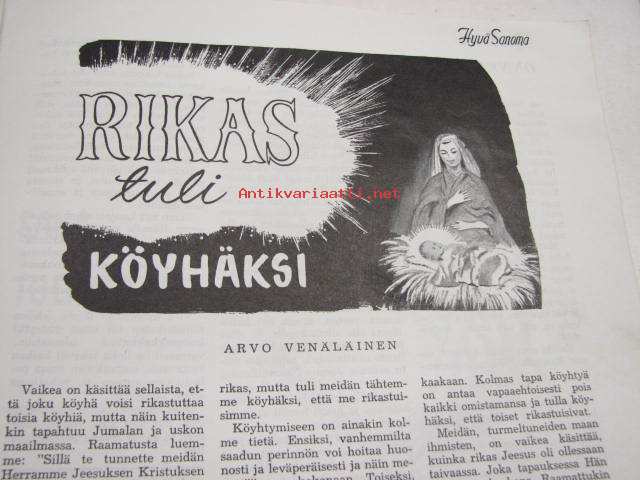 Hyvä Sanoma
RIKAS
tuli
Antikvariaatti.net
KÖYHÄKSI
ARVO VENÄLÄINEN
Vaikea on käsittää sellaista, et-
tä joku köyhä voisi rikastuttaa
toisia köyhiä, mutta näin kuiten-
kin tapahtuu Jumalan ja uskon
maailmassa. Raamatusta luem-
me: "Sillä te tunnette meidän
Herramme Jeesuksen Kristuksen
rikas, mutta tuli meidän tähtem-
me köyhäksi, että me rikastui-
simme.
Köyhtymiseen on ainakin kol-
me tietä. Ensiksi, vanhemmilta
saadun perinnön voi hoitaa huo-
nosti ja leväperäisesti ja näin me-
kokonaan. Toiseksi,
kaakaan. Kolmas tapa köyhtyä
on antaa vapaaehtoisesti pois
kaikki omistamansa ja tulla köy-
häksi, että toiset rikastuisivat.
Meidän, turmeltuneiden maan
ihmisten, on vaikea käsittää,
kuinka rikas Jeesus oli ollessaan
taivaassa. Joka tapauksessa Hän
Raamattukin